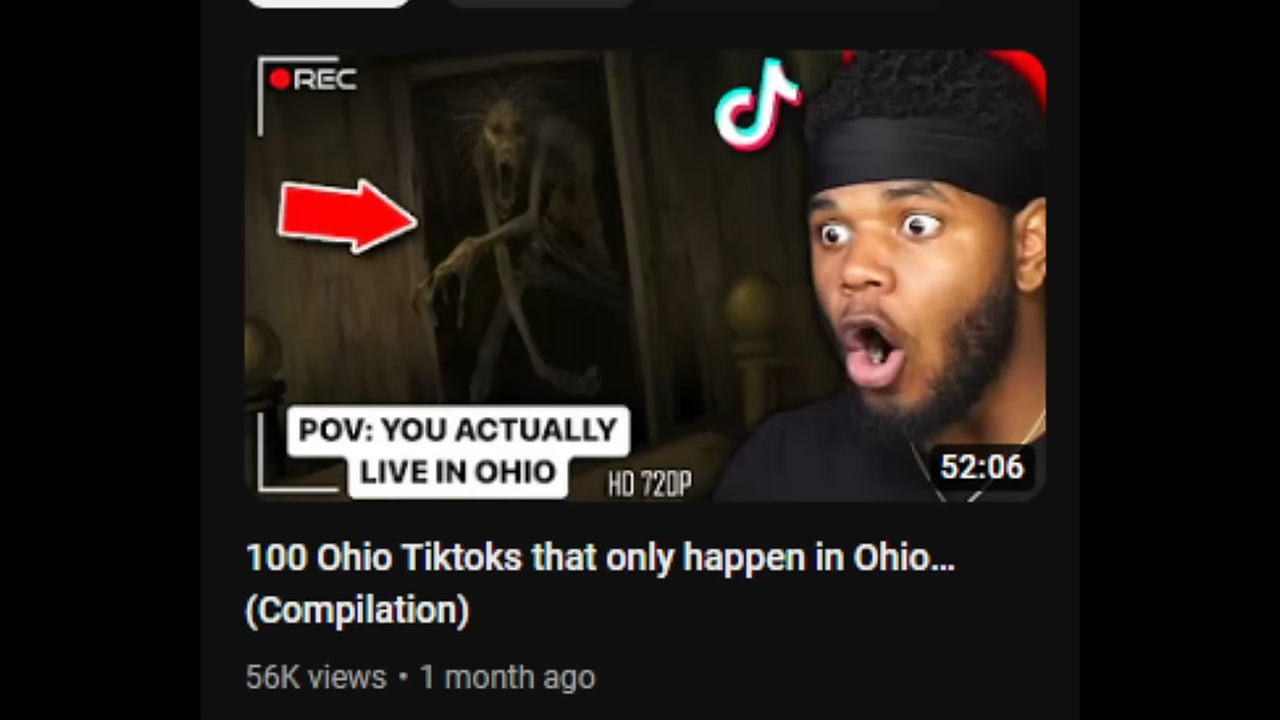 REC
POV: YOU ACTUALLY
LIVE IN OHIO
HD 720P
52:06
100 Ohio Tiktoks that only happen in Ohio...
(Compilation)
56K views • 1 month ago